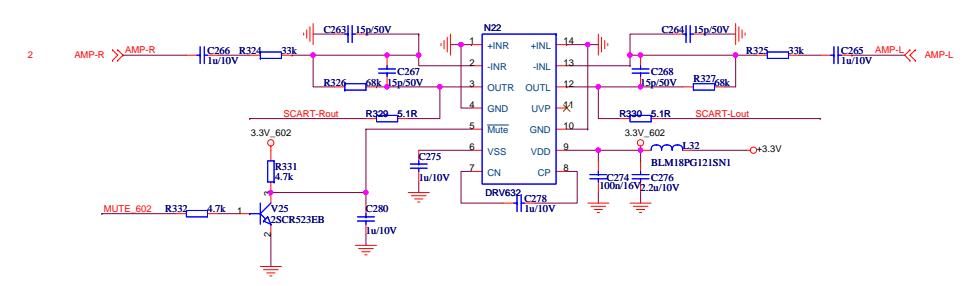 C263 15p/50V
N22
C264 15p/50V
2
AMP-R AMP-R
C266 R324 33k
1u/10V
1 +INR +INL 14
R325 33k C265
1u/10V
AMP-L AMP-L
2 -INR -INL 13
C267
15p/50V
C268
15p/50V
R326 68k
3 OUTR OUTL 12
R327
68k
4 GND UVP 11
SCART-Rout
R329 5.1R
R330 5.1R
SCART-Lout
5 Mute GND 10
3.3V_602
3.3V_602
6 VSS VDD 9
L32
+3.3V
BLM18PG121SN1
C275
1u/10V
R331
4.7k
7 CN CP 8
C274
100n/16V
C276
2.2u/10V
DRV632
C278
1u/10V
3
MUTE_602
R332 4.7k
1
V25
2SCR523EB
2
C280
1u/10V